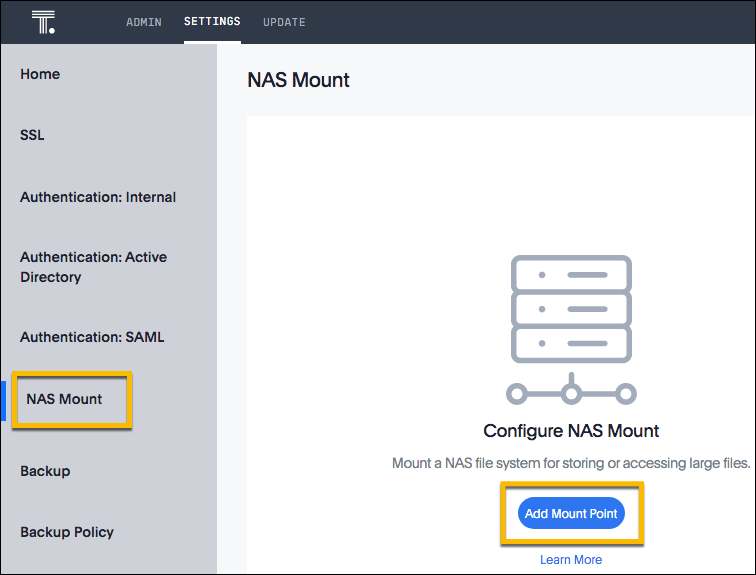 T.
ADMIN SETTINGS UPDATE
Home
SSL
Authentication: Internal
Authentication: Active
Directory
Authentication: SAML
NAS Mount
Backup
Backup Policy
NAS Mount
Configure NAS Mount
Mount a NAS file system for storing or accessing large files.
Add Mount Point
Learn More